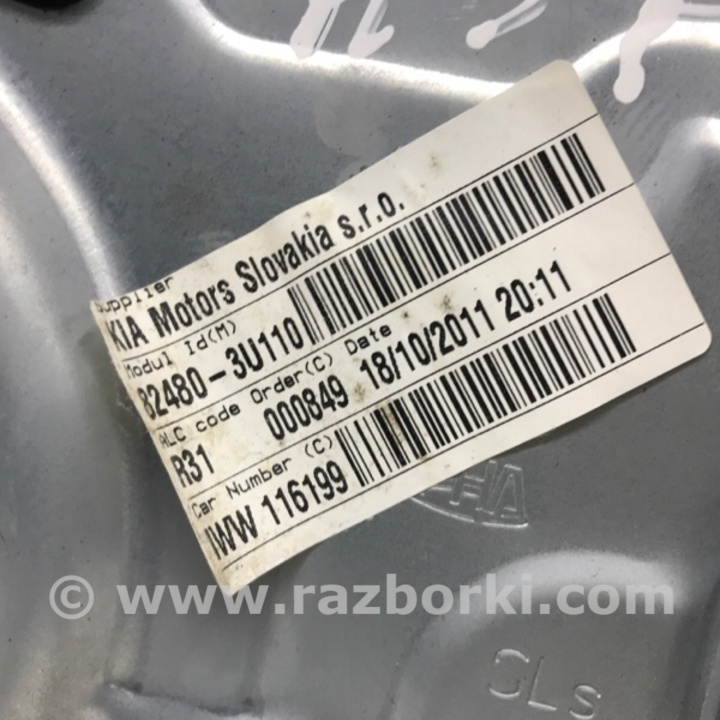 Supplier
KIA Motors Slovakia s.r.o.
Modul Id(M)
82480-3U110
ALC code Order(C) Date
R31 000849 18/10/2011 20:11
Car Number (C)
IWW 116199
© www.razborki.com
CLs